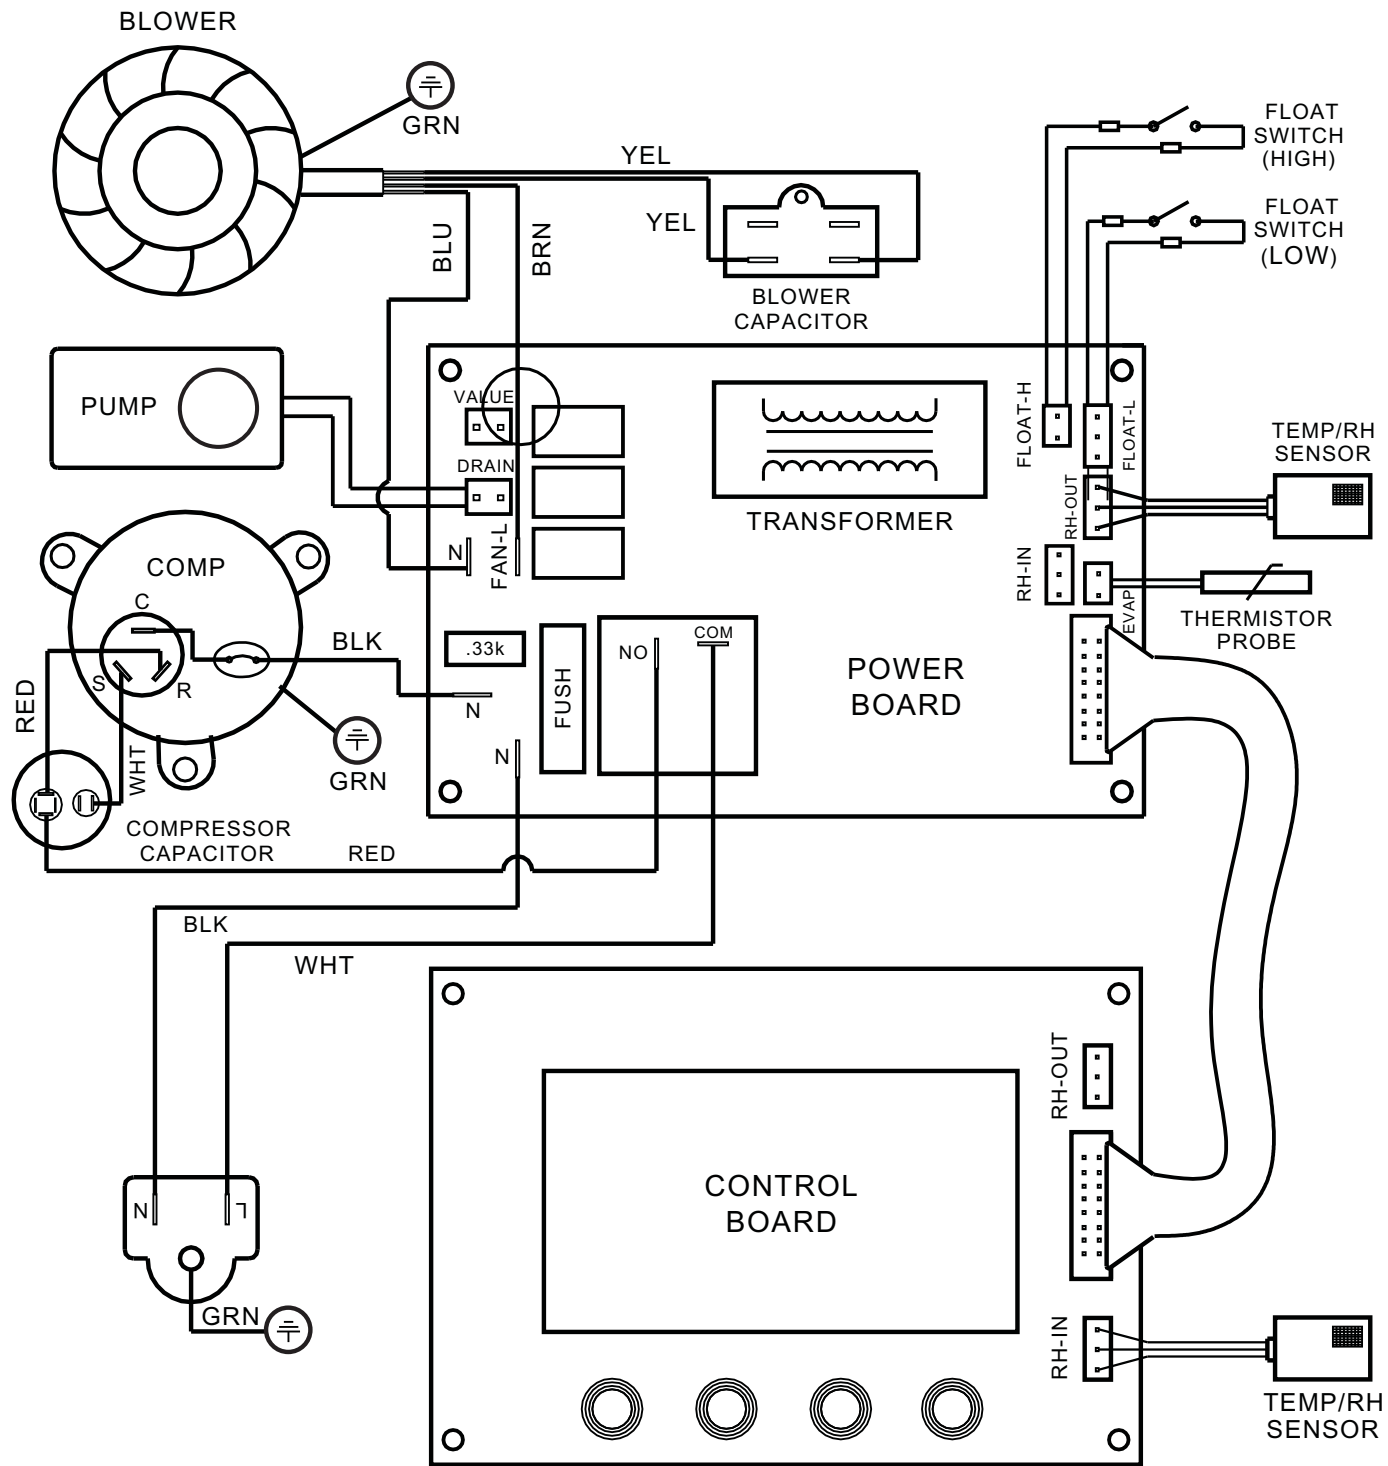 BLOWER
GRN
YEL
YEL
BLU
BRN
BLOWER
CAPACITOR
FLOAT
SWITCH
(HIGH)
FLOAT
SWITCH
(LOW)
PUMP
VALUE
DRAIN
N
FAN-L
TRANSFORMER
FLOAT-H
FLOAT-L
RH-OUT
RH-IN
EVAP
TEMP/RH
SENSOR
THERMISTOR
PROBE
COMP
C
S
R
BLK
RED
WHT
GRN
COMPRESSOR
CAPACITOR
RED
.33k
FUSH
N
N
NO
COM
POWER
BOARD
BLK
WHT
N
L
GRN
CONTROL
BOARD
RH-OUT
RH-IN
TEMP/RH
SENSOR